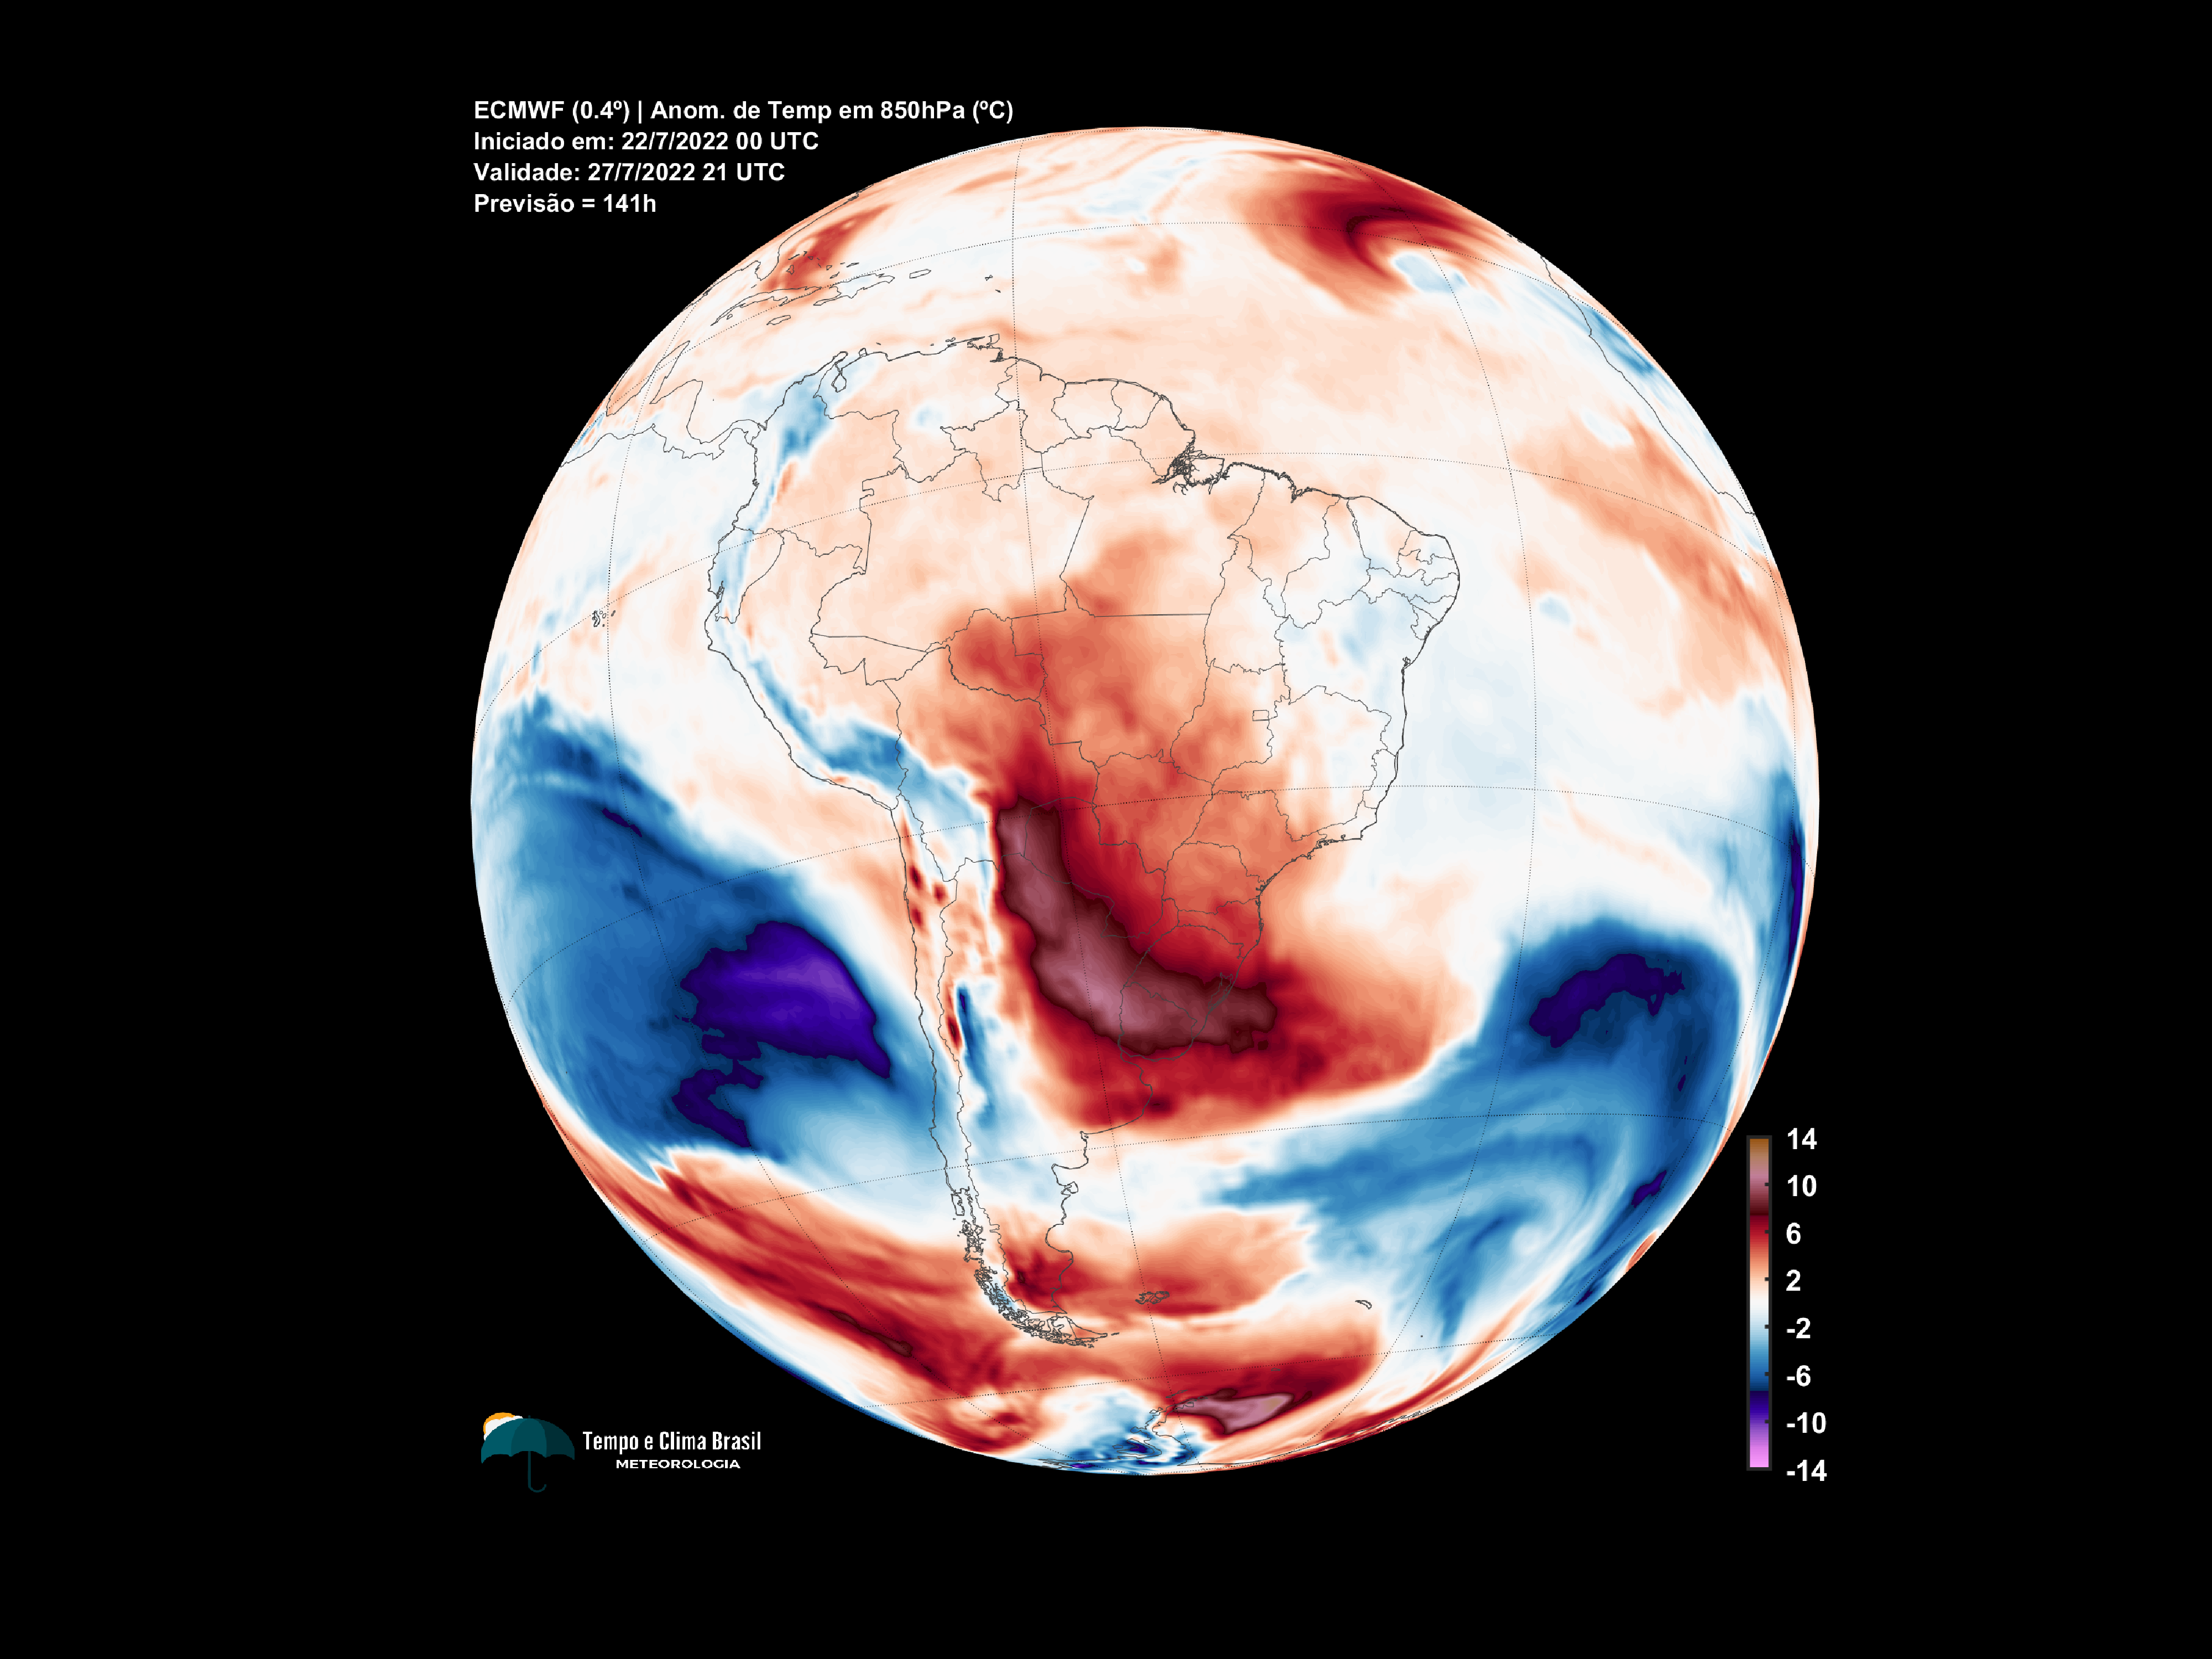 ECMWF (0.4º) | Anom. de Temp em 850hPa (ºC)
Iniciado em: 22/7/2022 00 UTC
Validade: 27/7/2022 21 UTC
Previsão = 141h
14
10
6
2
-2
-6
-10
-14
Tempo e Clima Brasil
METEOROLOGIA